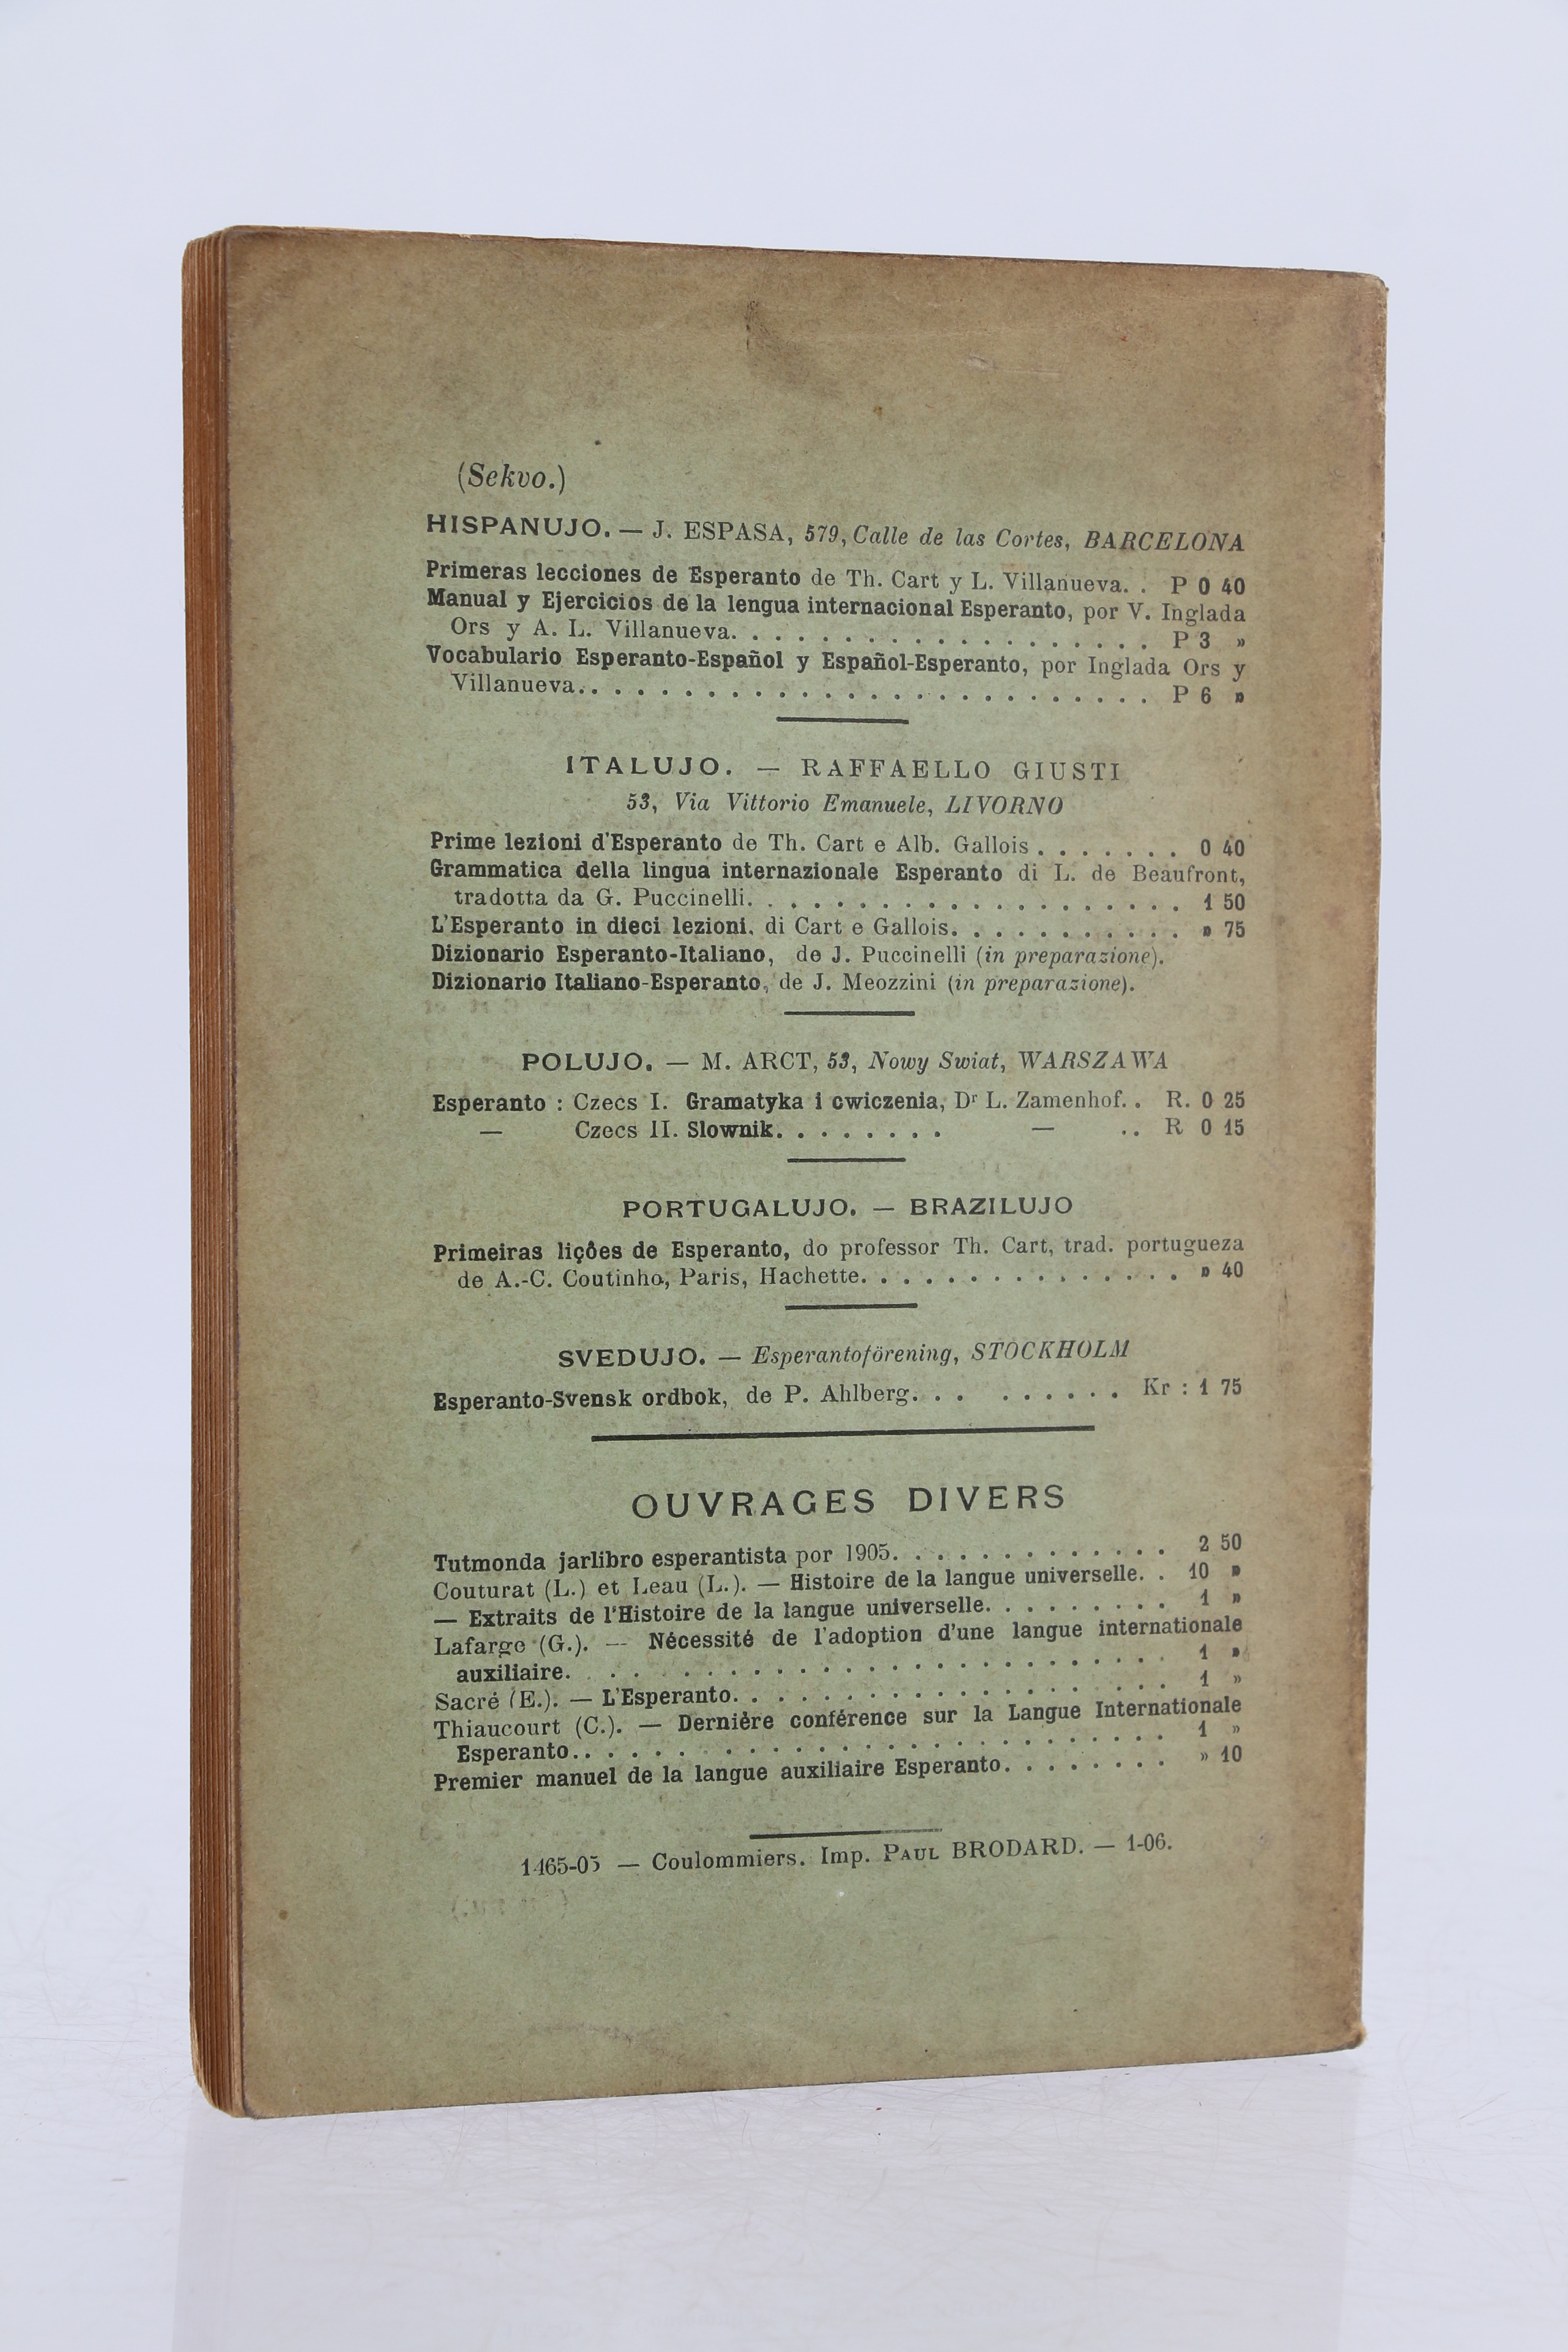 (Sekvo.)
HISPANUJO. — J. ESPASA, 579, Calle de las Cortes, BARCELONA
Primeras lecciones de Esperanto de Th. Cart y L. Villanueva. . P 0 40
Manual y Ejercicios de la lengua internacional Esperanto, por V. Inglada
Ors y A. L. Villanueva. . . . . . . . . . . . . . . . . . . P 3 »
Vocabulario Esperanto-Español y Español-Esperanto, por Inglada Ors y
Villanueva. . . . . . . . . . . . . . . . . . . . . . . . . . P 6 »
ITALUJO. — RAFFAELLO GIUSTI
53, Via Vittorio Emanuele, LIVORNO
Prime lezioni d'Esperanto de Th. Cart e Alb. Gallois . . . . . . . 0 40
Grammatica della lingua internazionale Esperanto di L. de Beaufront,
tradotta da G. Puccinelli. . . . . . . . . . . . . . . . . . . . 1 50
L'Esperanto in dieci lezioni. di Cart e Gallois. . . . . . . . . . . » 75
Dizionario Esperanto-Italiano, de J. Puccinelli (in preparazione).
Dizionario Italiano-Esperanto, de J. Meozzini (in preparazione).
POLUJO. — M. ARCT, 53, Nowy Swiat, WARSZAWA
Esperanto : Czecs I. Gramatyka i cwiczenia, Dr L. Zamenhof. . R. 0 25
— Czecs II. Slownik. . . . . . . . — . . R 0 15
PORTUGALUJO. — BRAZILUJO
Primeiras lições de Esperanto, do professor Th. Cart, trad. portugueza
de A.-C. Coutinho, Paris, Hachette. . . . . . . . . . . . . . . » 40
SVEDUJO. — Esperantoförening, STOCKHOLM
Esperanto-Svensk ordbok, de P. Ahlberg. . . . . . . . . Kr : 1 75
OUVRAGES DIVERS
Tutmonda jarlibro esperantista por 1905. . . . . . . . . . . . . 2 50
Couturat (L.) et Leau (L.). — Histoire de la langue universelle. . 10 »
— Extraits de l'Histoire de la langue universelle. . . . . . . . . 1 »
Lafarge (G.). — Nécessité de l'adoption d'une langue internationale
auxiliaire. . . . . . . . . . . . . . . . . . . . . . . . . 1 »
Sacré (E.). — L'Esperanto. . . . . . . . . . . . . . . . . . . 1 »
Thiaucourt (C.). — Dernière conférence sur la Langue Internationale
Esperanto. . . . . . . . . . . . . . . . . . . . . . . . . . 1 »
Premier manuel de la langue auxiliaire Esperanto. . . . . . . . » 10
1465-05 — Coulommiers. Imp. PAUL BRODARD. — 1-06.